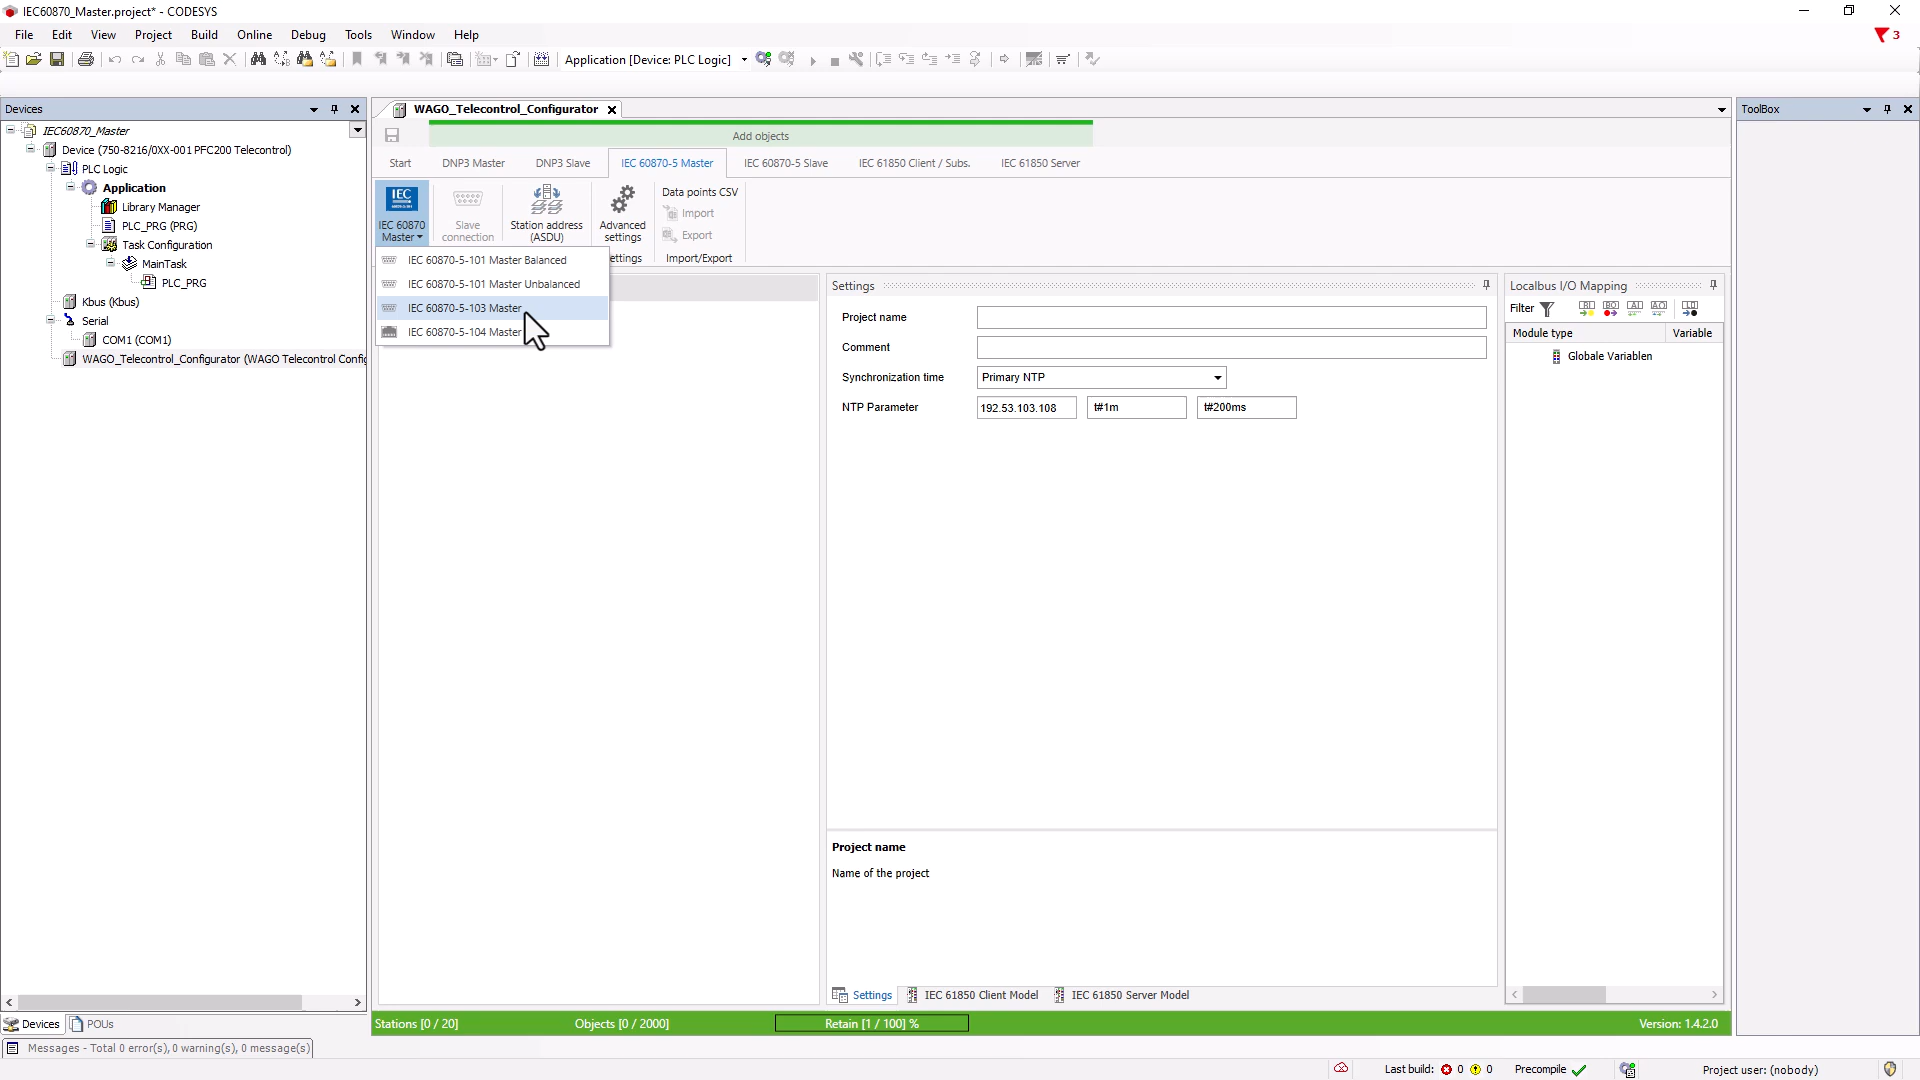 IEC60870_Master.project* - CODESYS
File Edit View Project Build Online Debug Tools Window Help
3
Application [Device: PLC Logic]
Devices
IEC60870_Master
Device (750-8216/0XX-001 PFC200 Telecontrol)
PLC Logic
Application
Library Manager
PLC_PRG (PRG)
Task Configuration
MainTask
PLC_PRG
Kbus (Kbus)
Serial
COM1 (COM1)
WAGO_Telecontrol_Configurator (WAGO Telecontrol Config
Devices POUs
WAGO_Telecontrol_Configurator
Add objects
Start DNP3 Master DNP3 Slave IEC 60870-5 Master IEC 60870-5 Slave IEC 61850 Client / Subs. IEC 61850 Server
IEC
IEC 60870
Master
Slave
connection
Station address
(ASDU)
Advanced
settings
ettings
Data points CSV
Import
Export
Import/Export
IEC 60870-5-101 Master Balanced
IEC 60870-5-101 Master Unbalanced
IEC 60870-5-103 Master
IEC 60870-5-104 Master
Settings
Project name
Comment
Synchronization time Primary NTP
NTP Parameter 192.53.103.108 t#1m t#200ms
Project name
Name of the project
Settings IEC 61850 Client Model IEC 61850 Server Model
Localbus I/O Mapping
Filter BI BO AI AO
Module type Variable
Globale Variablen
ToolBox
Stations [0 / 20] Objects [0 / 2000] Retain [1 / 100] % Version: 1.4.2.0
Messages - Total 0 error(s), 0 warning(s), 0 message(s)
Last build: 0 0 Precompile Project user: (nobody)